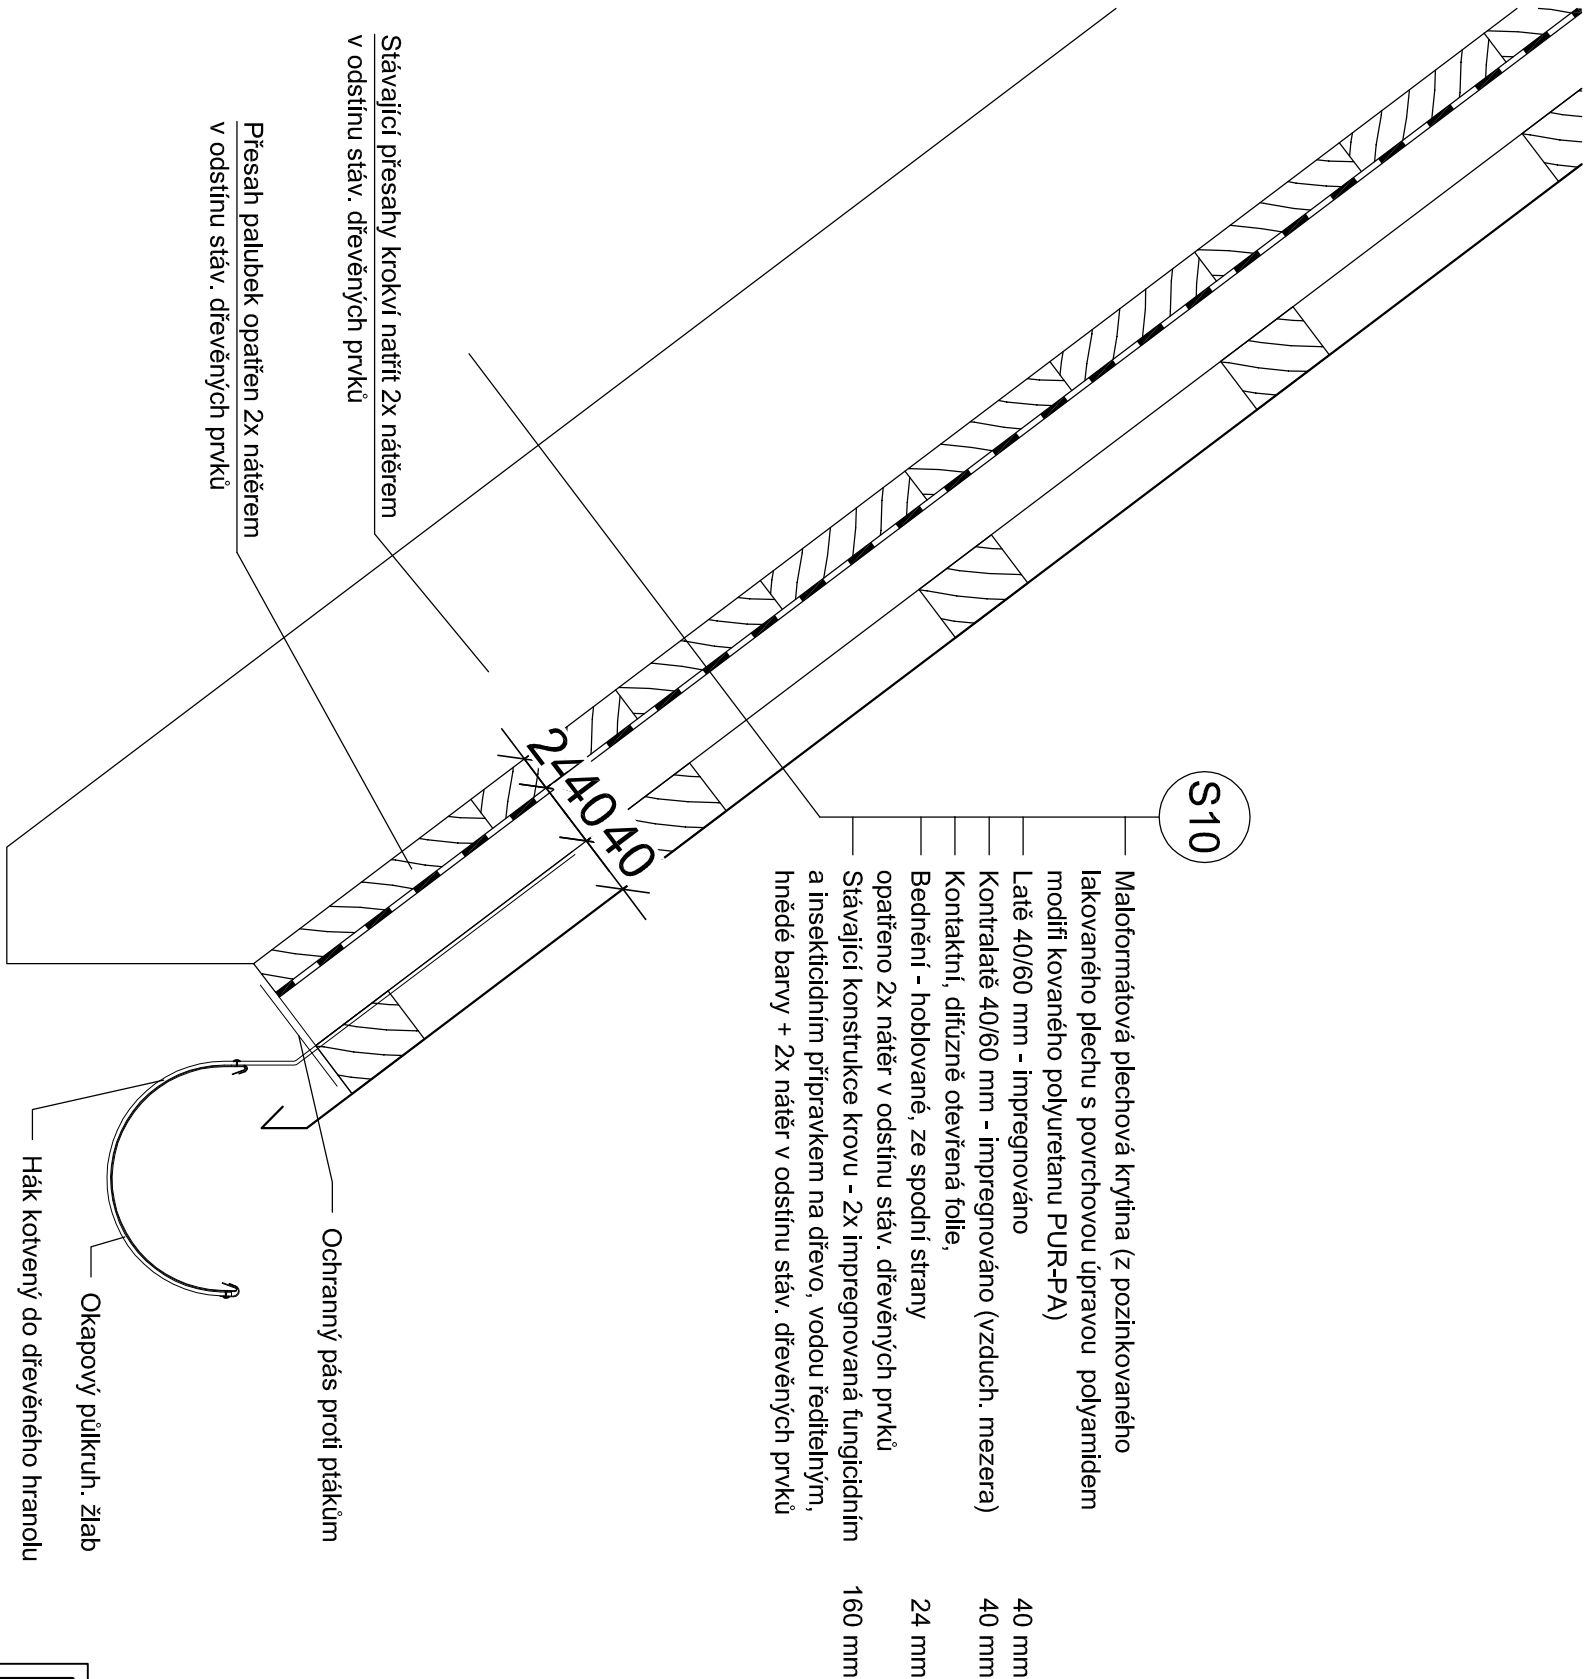 S10
Maloformátová plechová krytina (z pozinkovaného
lakovaného plechu s povrchovou úpravou polyamidem
modifi kovaného polyuretanu PUR-PA)
Latě 40/60 mm - impregnováno 40 mm
Kontralatě 40/60 mm - impregnováno (vzduch. mezera) 40 mm
Kontaktní, difúzně otevřená folie,
Bednění - hoblované, ze spodní strany 24 mm
opatřeno 2x nátěr v odstínu stáv. dřevěných prvků
Stávající konstrukce krovu - 2x impregnovaná fungicidním 160 mm
a insekticidním přípravkem na dřevo, vodou ředitelným,
hnědé barvy + 2x nátěr v odstínu stáv. dřevěných prvků
24
40
40
Stávající přesahy krokví natřít 2x nátěrem
v odstínu stáv. dřevěných prvků
Přesah palubek opatřen 2x nátěrem
v odstínu stáv. dřevěných prvků
Ochranný pás proti ptákům
Okapový půlkruh. žlab
Hák kotvený do dřevěného hranolu